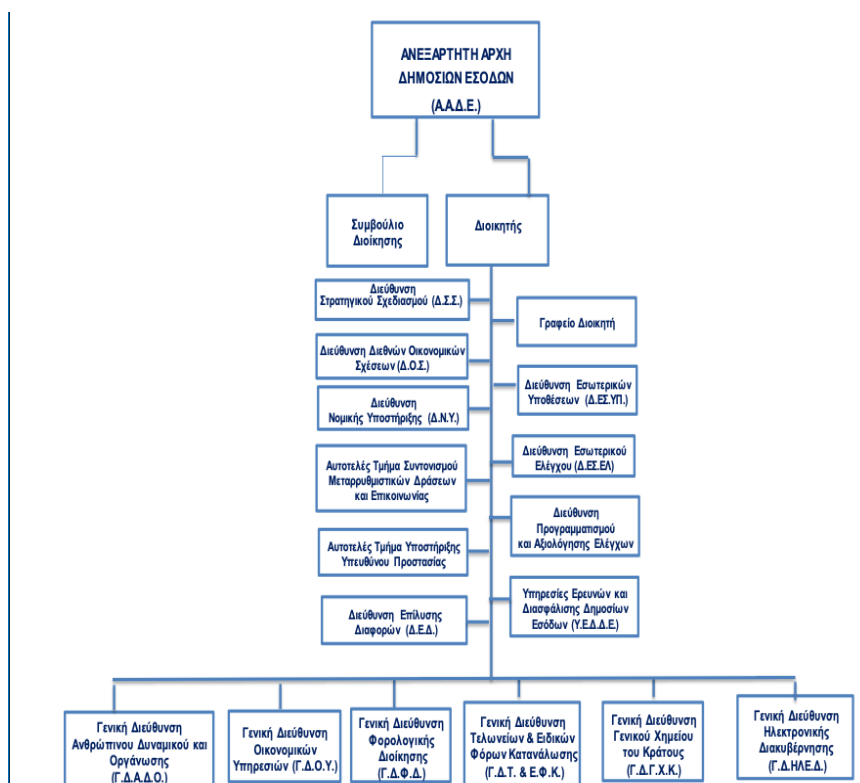 ΑΝΕΞΑΡΤΗΤΗ ΑΡΧΗ
ΔΗΜΟΣΙΩΝ ΕΣΟΔΩΝ
(Α.Α.Δ.Ε.)
Συμβούλιο
Διοίκησης
Διοικητής
Διεύθυνση
Στρατηγικού Σχεδιασμού (Δ.Σ.Σ.)
Γραφείο Διοικητή
Διεύθυνση Διεθνών Οικονομικών
Σχέσεων (Δ.Ο.Σ.)
Διεύθυνση Εσωτερικών
Υποθέσεων (Δ.ΕΣ.ΥΠ.)
Διεύθυνση
Νομικής Υποστήριξης (Δ.Ν.Υ.)
Διεύθυνση Εσωτερικού
Ελέγχου (Δ.ΕΣ.ΕΛ)
Αυτοτελές Τμήμα Συντονισμού
Μεταρρυθμιστικών Δράσεων
και Επικοινωνίας
Διεύθυνση
Προγραμματισμού
και Αξιολόγησης Ελέγχων
Αυτοτελές Τμήμα Υποστήριξης
Υπευθύνου Προστασίας
Υπηρεσίες Ερευνών και
Διασφάλισης Δημοσίων
Εσόδων (Υ.Ε.Δ.Δ.Ε.)
Διεύθυνση Επίλυσης
Διαφορών (Δ.Ε.Δ.)
Γενική Διεύθυνση
Ανθρώπινου Δυναμικού και
Οργάνωσης
(Γ.Δ.Α.Δ.Ο.)
Γενική Διεύθυνση
Οικονομικών
Υπηρεσιών (Γ.Δ.Ο.Υ.)
Γενική Διεύθυνση
Φορολογικής
Διοίκησης
(Γ.Δ.Φ.Δ.)
Γενική Διεύθυνση
Τελωνείων & Ειδικών
Φόρων Κατανάλωσης
(Γ.Δ.Τ. & Ε.Φ.Κ.)
Γενική Διεύθυνση
Γενικού Χημείου
του Κράτους
(Γ.Δ.Γ.Χ.Κ.)
Γενική Διεύθυνση
Ηλεκτρονικής
Διακυβέρνησης
(Γ.Δ.ΗΛΕ.Δ.)